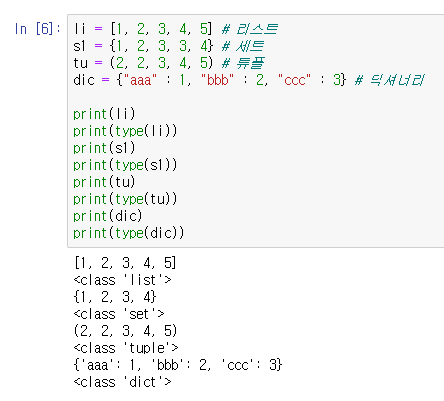 In [6]: li = [1, 2, 3, 4, 5] # 리스트
s1 = {1, 2, 3, 3, 4} # 세트
tu = (2, 2, 3, 4, 5) # 튜플
dic = {"aaa" : 1, "bbb" : 2, "ccc" : 3} # 딕셔너리
print(li)
print(type(li))
print(s1)
print(type(s1))
print(tu)
print(type(tu))
print(dic)
print(type(dic))
[1, 2, 3, 4, 5]
<class 'list'>
{1, 2, 3, 4}
<class 'set'>
(2, 2, 3, 4, 5)
<class 'tuple'>
{'aaa': 1, 'bbb': 2, 'ccc': 3}
<class 'dict'>